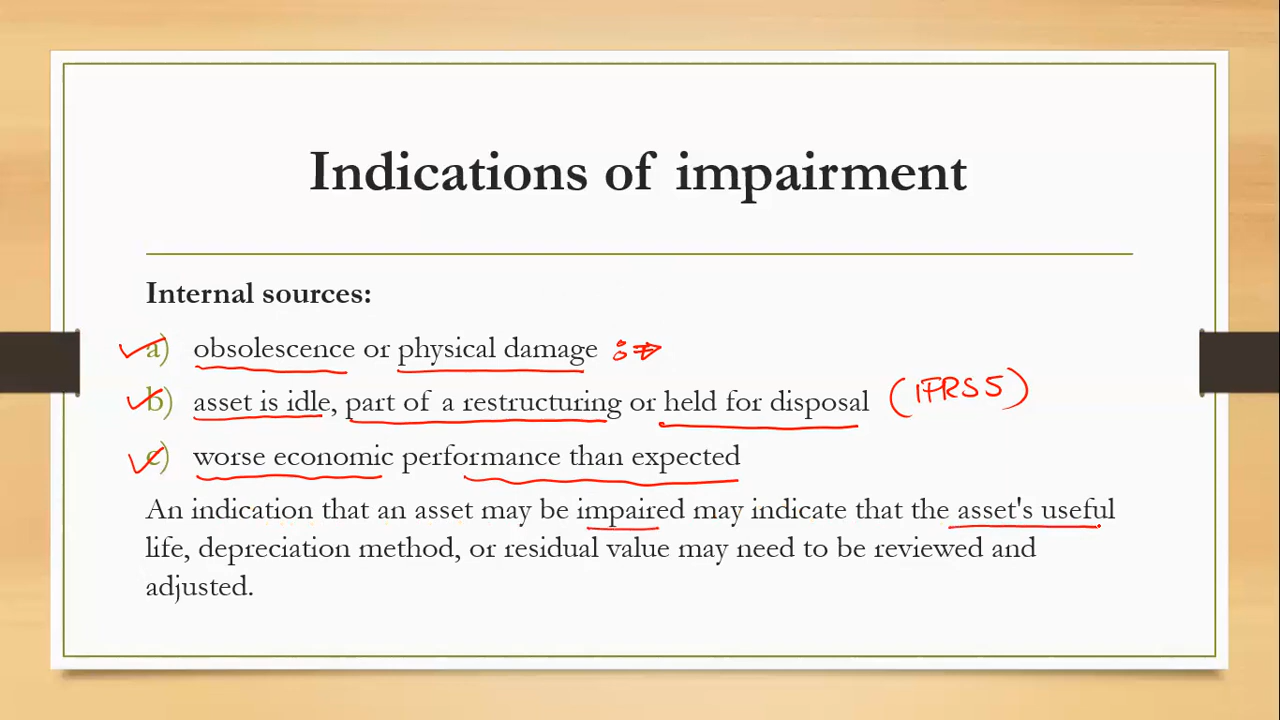 Indications of impairment
Internal sources:
a) obsolescence or physical damage
b) asset is idle, part of a restructuring or held for disposal (IFRS 5)
c) worse economic performance than expected
An indication that an asset may be impaired may indicate that the asset's useful
life, depreciation method, or residual value may need to be reviewed and
adjusted.